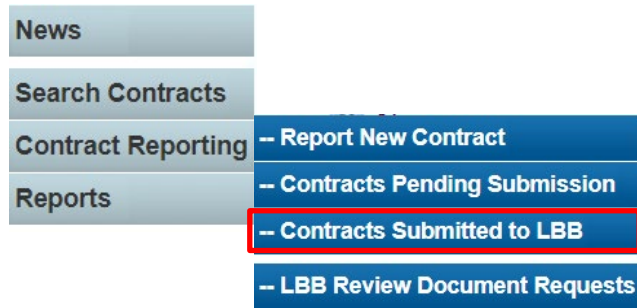 News
Search Contracts
Contract Reporting
Reports
-- Report New Contract
-- Contracts Pending Submission
-- Contracts Submitted to LBB
-- LBB Review Document Requests